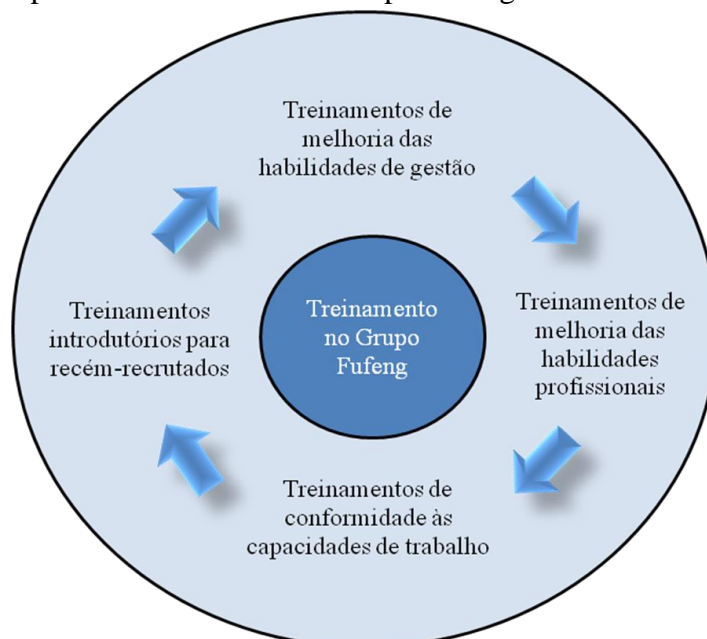 Treinamentos de
melhoria das
habilidades de gestão
Treinamentos
introdutórios para
recém-recrutados
Treinamento
no Grupo
Fufeng
Treinamentos de
melhoria das
habilidades
profissionais
Treinamentos de
conformidade às
capacidades de trabalho